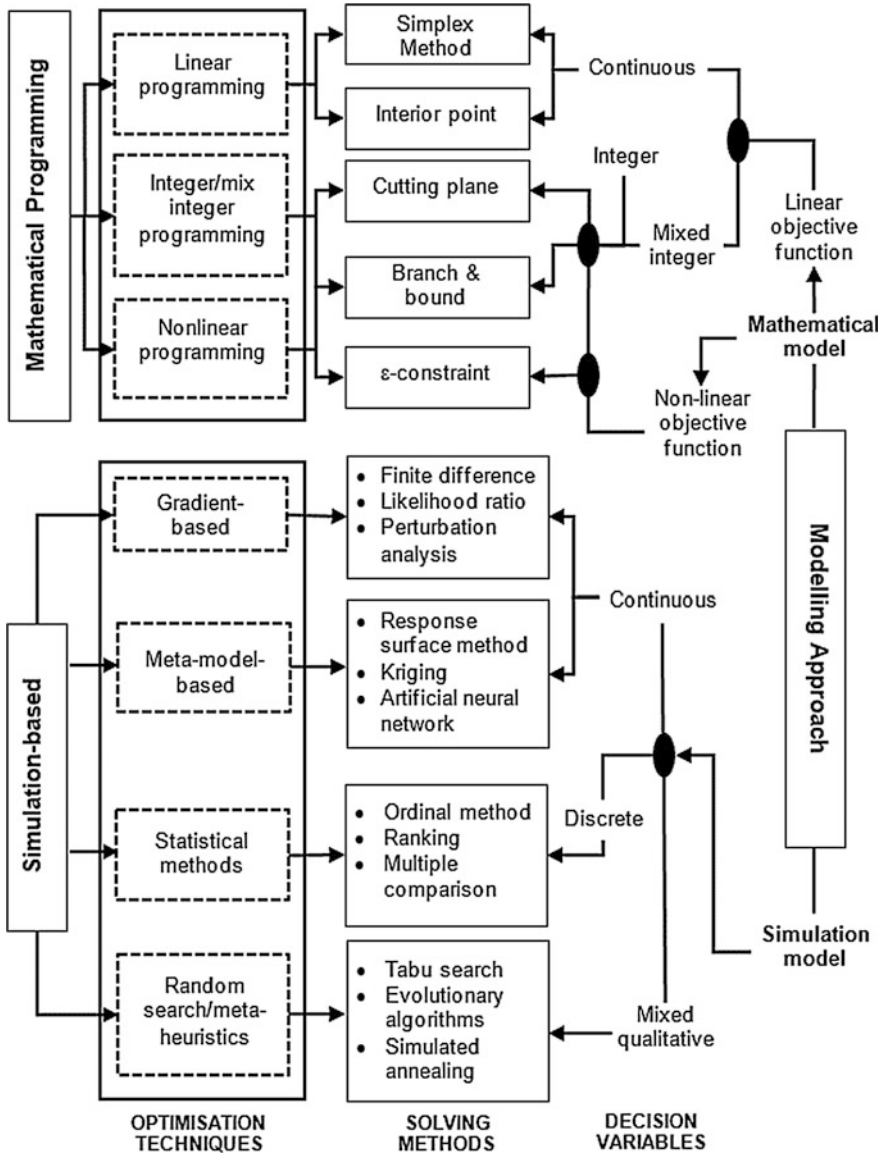 Mathematical Programming
Linear
programming
Integer/mix
integer
programming
Nonlinear
programming
Simplex
Method
Interior point
Cutting plane
Branch &
bound
ε-constraint
Continuous
Integer
Mixed
integer
Linear
objective
function
Mathematical
model
Non-linear
objective
function
Modelling Approach
Simulation-based
Gradient-
based
Meta-model-
based
Statistical
methods
Random
search/meta-
heuristics
• Finite difference
• Likelihood ratio
• Perturbation
analysis
• Response
surface method
• Kriging
• Artificial neural
network
• Ordinal method
• Ranking
• Multiple
comparison
• Tabu search
• Evolutionary
algorithms
• Simulated
annealing
Continuous
Discrete
Mixed
qualitative
Simulation
model
OPTIMISATION
TECHNIQUES
SOLVING
METHODS
DECISION
VARIABLES